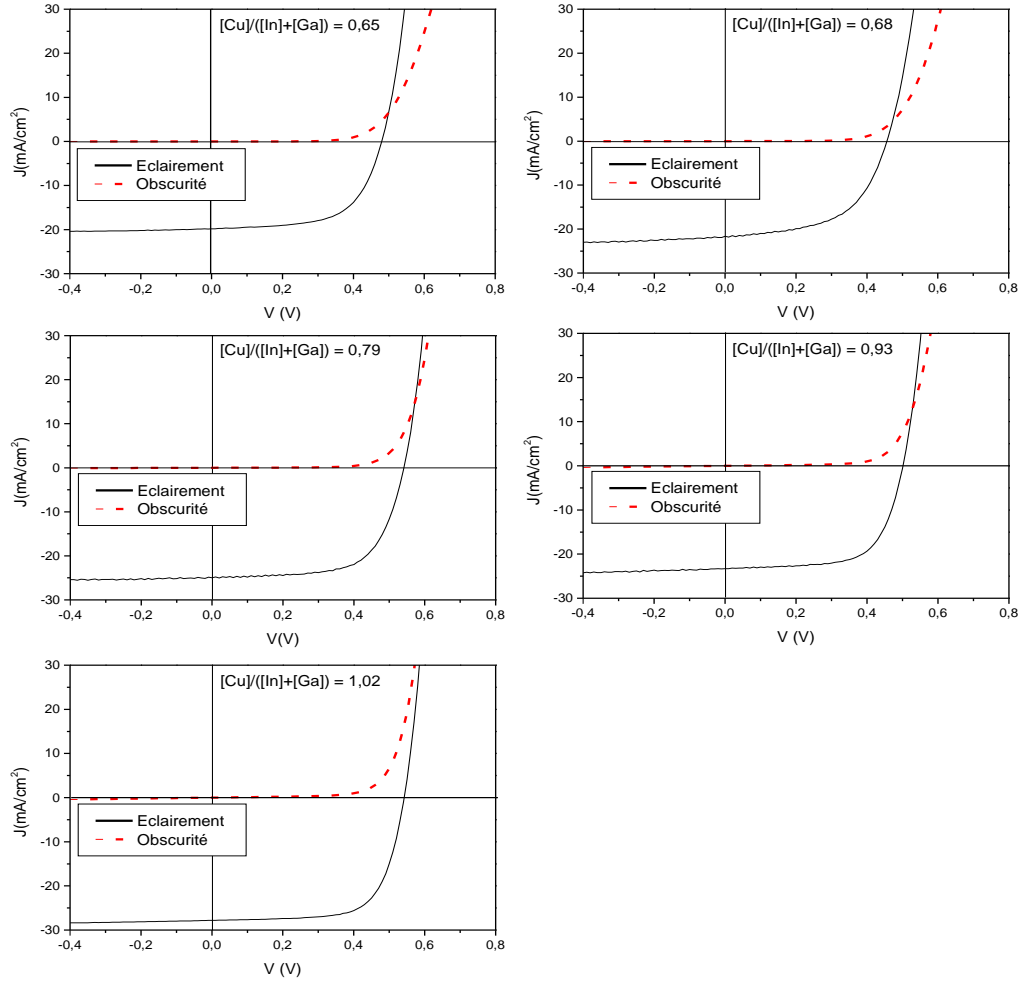 [Cu]/([In]+[Ga]) = 0,65
30
20
10
0
-10
-20
-30
J(mA/cm²)
Eclairement
Obscurité
-0,4 -0,2 0,0 0,2 0,4 0,6 0,8
V (V)
[Cu]/([In]+[Ga]) = 0,68
30
20
10
0
-10
-20
-30
J(mA/cm²)
Eclairement
Obscurité
-0,4 -0,2 0,0 0,2 0,4 0,6 0,8
V (V)
[Cu]/([In]+[Ga]) = 0,79
30
20
10
0
-10
-20
-30
J(mA/cm²)
Eclairement
Obscurité
-0,4 -0,2 0,0 0,2 0,4 0,6 0,8
V(V)
[Cu]/([In]+[Ga]) = 0,93
30
20
10
0
-10
-20
-30
J(mA/cm²)
Eclairement
Obscurité
-0,4 -0,2 0,0 0,2 0,4 0,6 0,8
V (V)
[Cu]/([In]+[Ga]) = 1,02
30
20
10
0
-10
-20
-30
J(mA/cm²)
Eclairement
Obscurité
-0,4 -0,2 0,0 0,2 0,4 0,6 0,8
V (V)